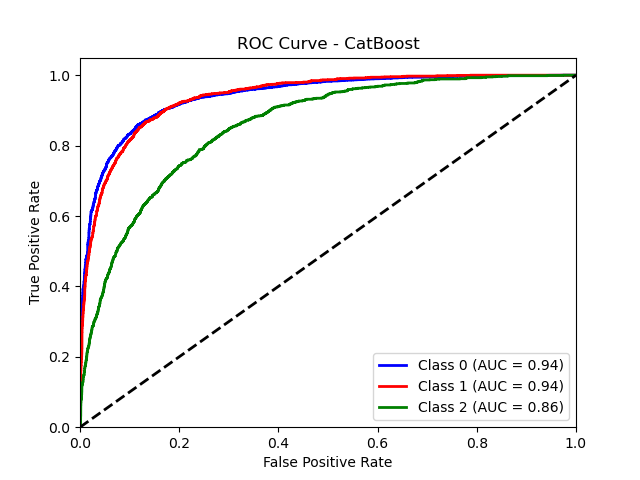 ROC Curve - CatBoost
True Positive Rate
1.0
0.8
0.6
0.4
0.2
0.0
Class 0 (AUC = 0.94)
Class 1 (AUC = 0.94)
Class 2 (AUC = 0.86)
0.0 0.2 0.4 0.6 0.8 1.0
False Positive Rate